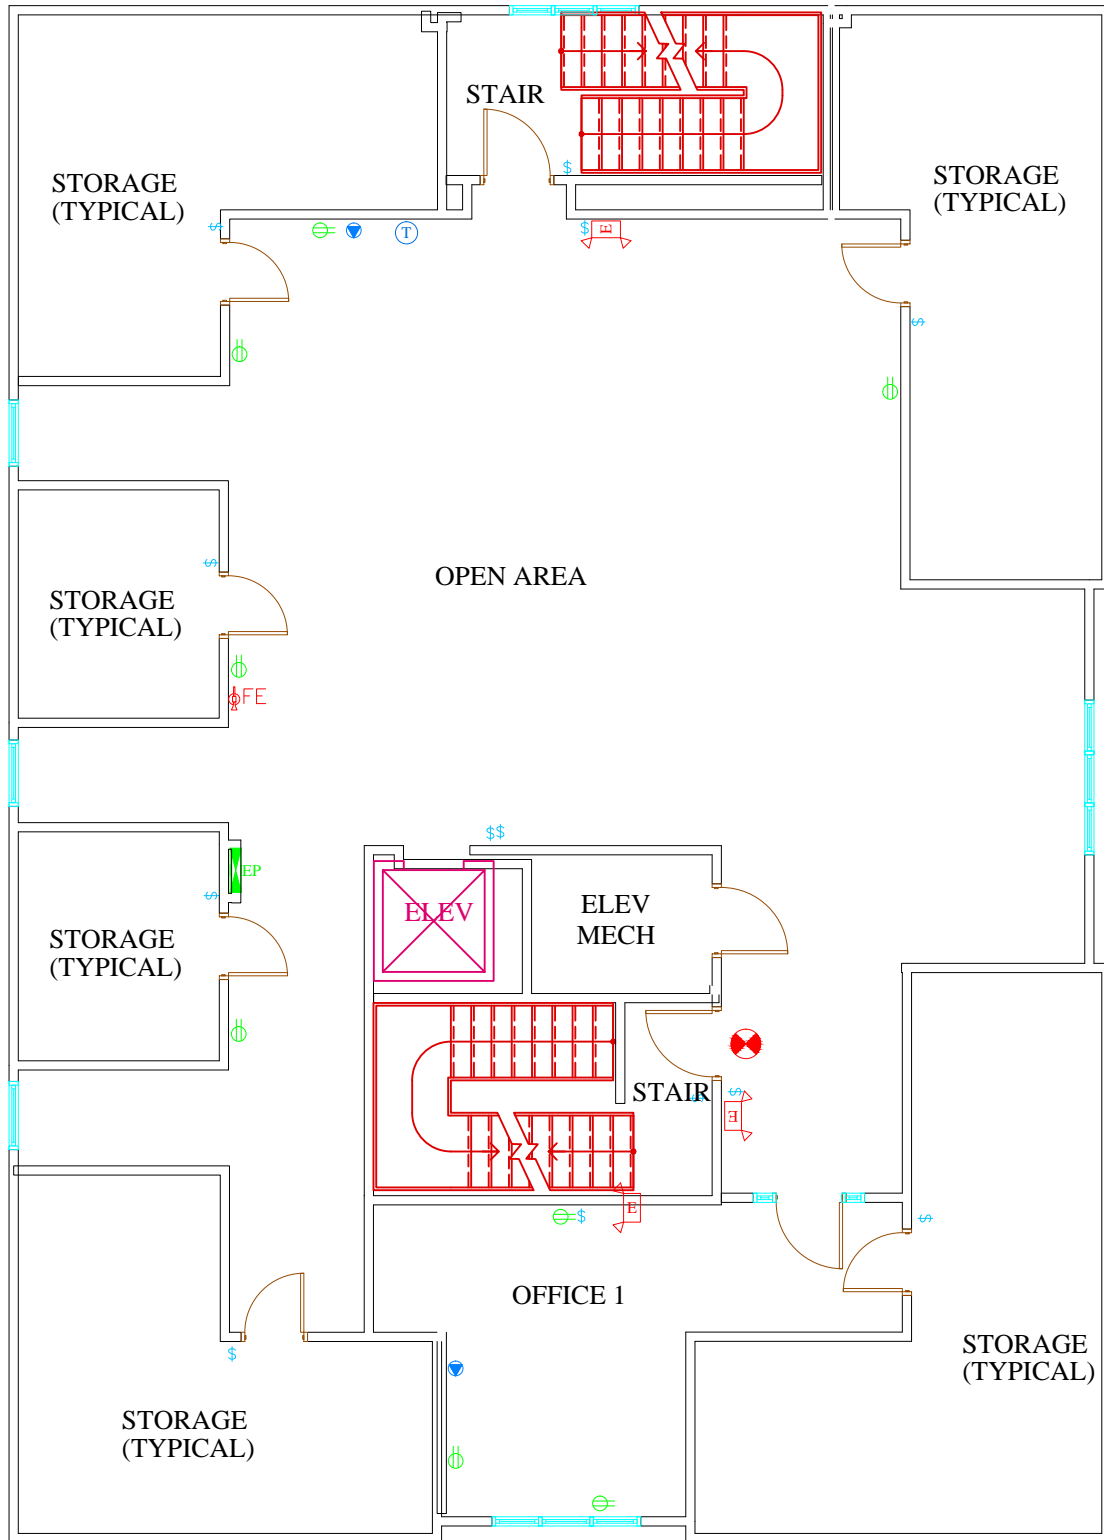 STAIR
STORAGE
(TYPICAL)
STORAGE
(TYPICAL)
$
$
$
T
E
$
OPEN AREA
$
STORAGE
(TYPICAL)
FE
$$
EP
ELEV
ELEV
MECH
$
STORAGE
(TYPICAL)
STAIR
$
$
E
E
$
$
OFFICE 1
STORAGE
(TYPICAL)
$
STORAGE
(TYPICAL)